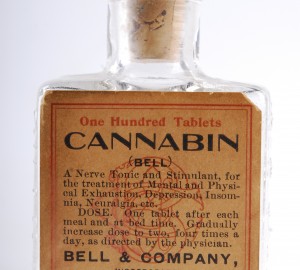 One Hundred Tablets
CANNABIN
(BELL)
A Nerve Tonic and Stimulant, for
the treatment of Mental and Physi-
cal Exhaustion, Depression, Insom-
nia, Neuralgia, etc.
DOSE. One tablet after each
meal and at bed time. Gradually
increase dose to two, four times a
day, as directed by the physician.
BELL & COMPANY,